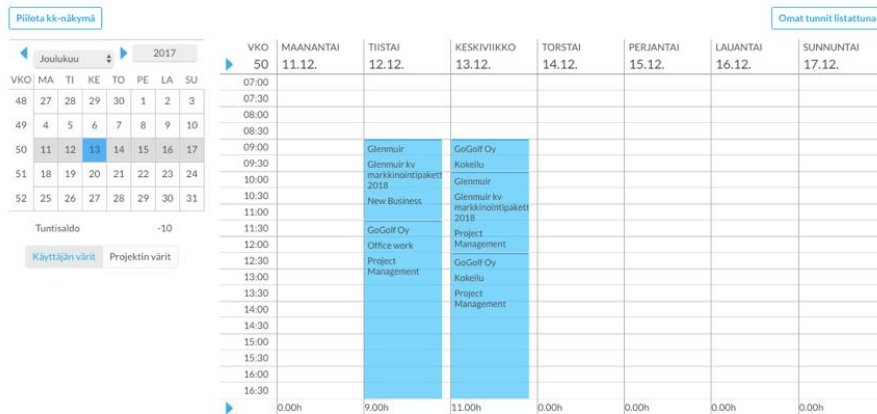 Piilota kk-näkymä
Omat tunnit listattuna
Joulukuu 2017
VKO MA TI KE TO PE LA SU
48 27 28 29 30 1 2 3
49 4 5 6 7 8 9 10
50 11 12 13 14 15 16 17
51 18 19 20 21 22 23 24
52 25 26 27 28 29 30 31
Tuntisaldo -10
Käyttäjän värit Projektin värit
VKO MAANANTAI TIISTAI KESKIVIIKKO TORSTAI PERJANTAI LAUANTAI SUNNUNTAI
50 11.12. 12.12. 13.12. 14.12. 15.12. 16.12. 17.12.
07:00
07:30
08:00
08:30
09:00
09:30
10:00
10:30
11:00
11:30
12:00
12:30
13:00
13:30
14:00
14:30
15:00
15:30
16:00
16:30
Glenmuir
Glenmuir kv
markkinointipakett
2018
New Business
GoGolf Oy
Office work
Project
Management
GoGolf Oy
Kokeilu
Glenmuir
Glenmuir kv
markkinointipakett
2018
Project
Management
GoGolf Oy
Kokeilu
Project
Management
0.00h 9.00h 11.00h 0.00h 0.00h 0.00h 0.00h